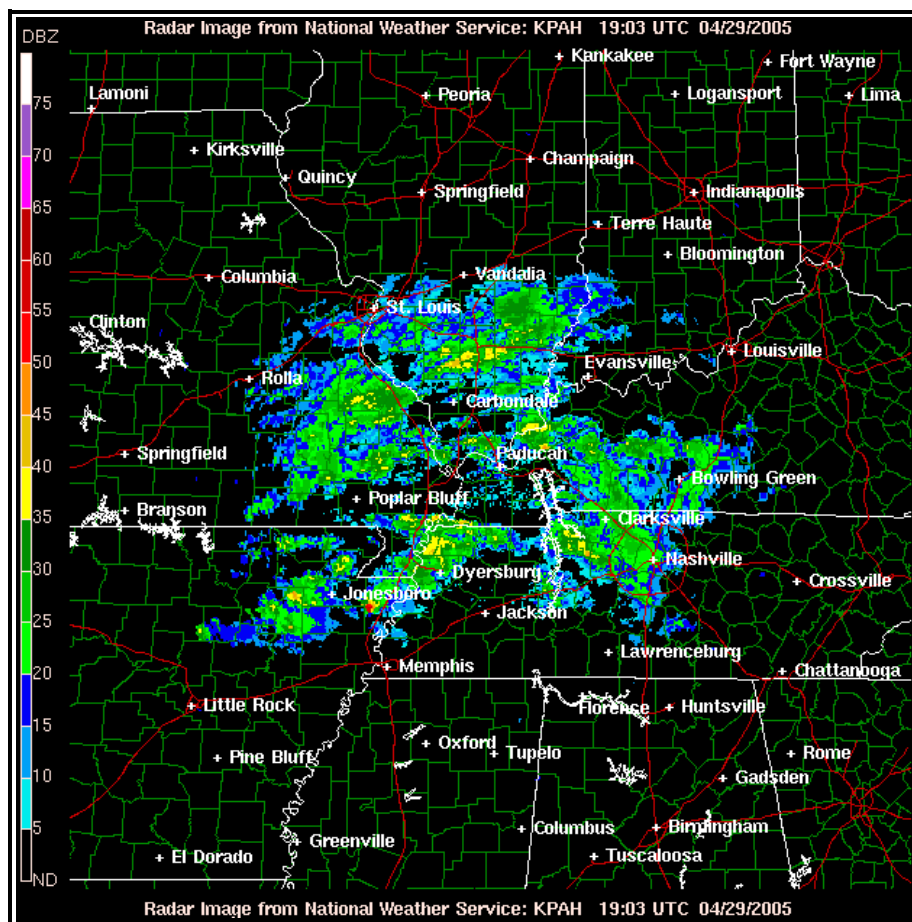 Radar Image from National Weather Service: KPAH 19:03 UTC 04/29/2005
DBZ
Kankakee
Fort Wayne
Lamoni
Peoria
Logansport
Lima
75
Kirksville
Champaign
70
Quincy
Springfield
Indianapolis
65
Terre Haute
Bloomington
60
Columbia
Vandalia
55
St. Louis
Clinton
Louisville
50
Evansville
Rolla
Carbondale
45
Springfield
Paducah
40
Bowling Green
Poplar Bluff
Branson
35
Clarksville
Nashville
30
Dyersburg
Crossville
Jonesboro
25
Jackson
Lawrenceburg
20
Memphis
Chattanooga
Little Rock
Florence
Huntsville
15
Oxford
Tupelo
Rome
Pine Bluff
10
Gadsden
5
Columbus
Birmingham
Greenville
El Dorado
Tuscaloosa
ND
Radar Image from National Weather Service: KPAH 19:03 UTC 04/29/2005